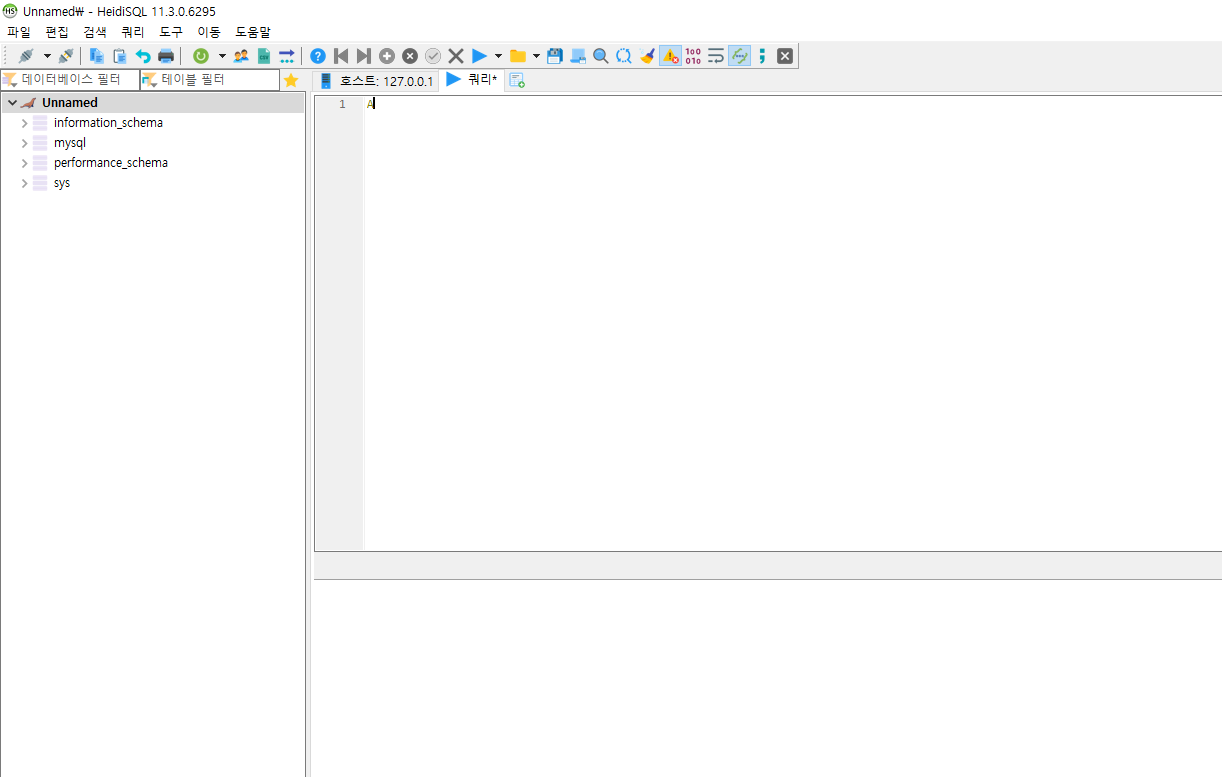 Unnamed₩ - HeidiSQL 11.3.0.6295
파일 편집 검색 쿼리 도구 이동 도움말
데이터베이스 필터 테이블 필터 호스트: 127.0.0.1 쿼리*
Unnamed
1 A
information_schema
mysql
performance_schema
sys